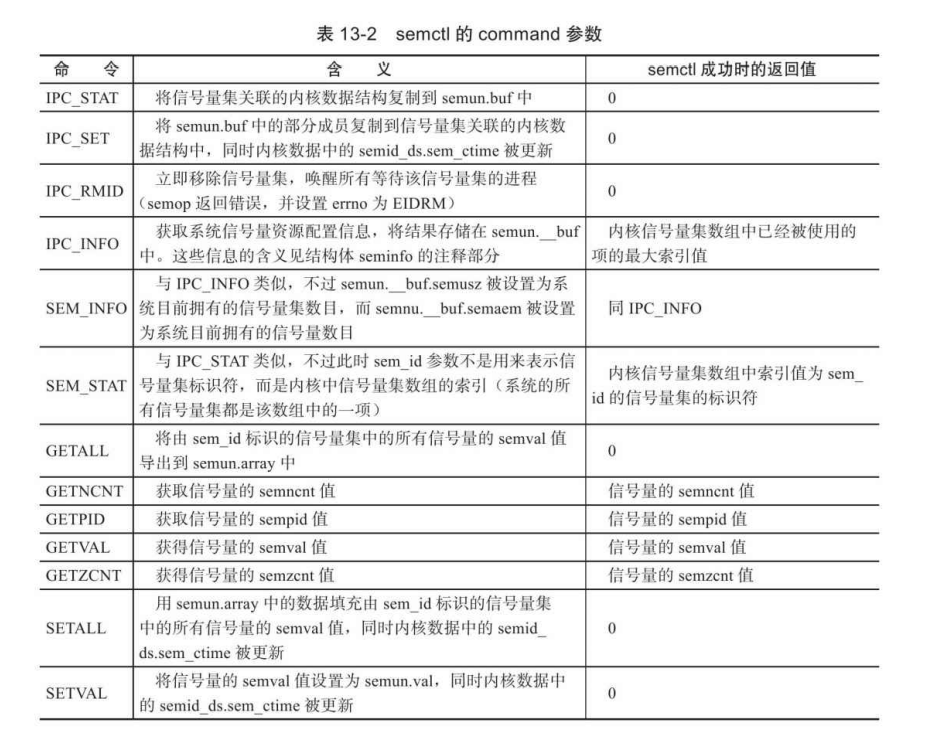 表 13-2 semctl 的 command 参数
命 令 含 义 semctl 成功时的返回值
IPC_STAT 将信号量集关联的内核数据结构复制到 semun.buf 中 0
IPC_SET 将 semun.buf 中的部分成员复制到信号量集关联的内核数
据结构中，同时内核数据中的 semid_ds.sem_ctime 被更新 0
IPC_RMID 立即移除信号量集，唤醒所有等待该信号量集的进程
（semop 返回错误，并设置 errno 为 EIDRM） 0
IPC_INFO 获取系统信号量资源配置信息，将结果存储在 semun.__buf
中。这些信息的含义见结构体 seminfo 的注释部分
内核信号量集数组中已经被使用的
项的最大索引值
SEM_INFO 与 IPC_INFO 类似，不过 semun.__buf.semusz 被设置为系
统目前拥有的信号量集数目，而 semnu.__buf.semaem 被设置
为系统目前拥有的信号量数目
同 IPC_INFO
SEM_STAT 与 IPC_STAT 类似，不过此时 sem_id 参数不是用来表示信
号量集标识符，而是内核中信号量集数组的索引（系统的所
有信号量集都是该数组中的一项）
内核信号量集数组中索引值为 sem_
id 的信号量集的标识符
GETALL 将由 sem_id 标识的信号量集中的所有信号量的 semval 值
导出到 semun.array 中 0
GETNCNT 获取信号量的 semncnt 值 信号量的 semncnt 值
GETPID 获取信号量的 sempid 值 信号量的 sempid 值
GETVAL 获得信号量的 semval 值 信号量的 semval 值
GETZCNT 获得信号量的 semzcnt 值 信号量的 semzcnt 值
SETALL 用 semun.array 中的数据填充由 sem_id 标识的信号量集
中的所有信号量的 semval 值，同时内核数据中的 semid_
ds.sem_ctime 被更新 0
SETVAL 将信号量的 semval 值设置为 semun.val，同时内核数据中
的 semid_ds.sem_ctime 被更新 0